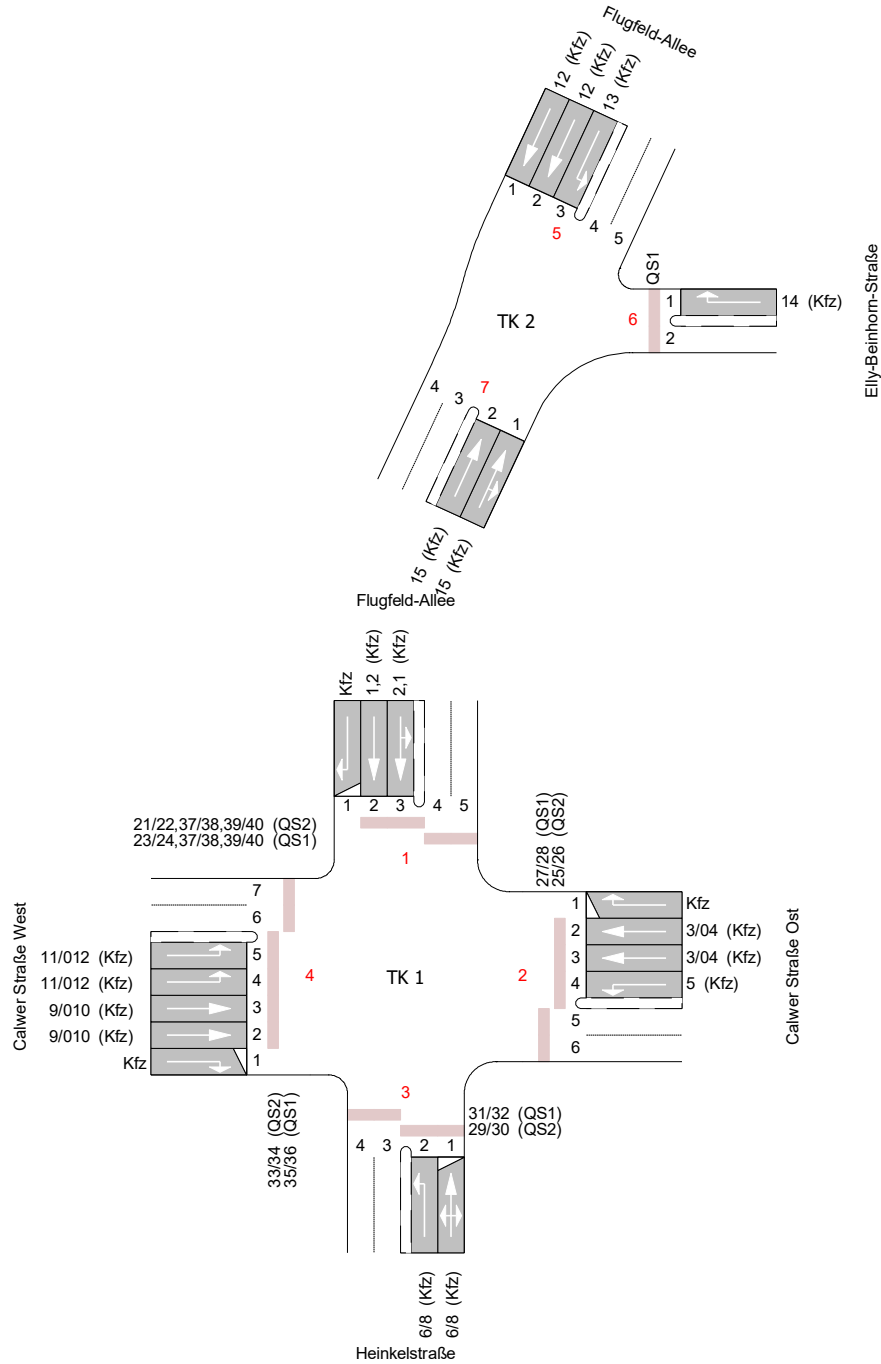 Flugfeld-Allee
12 (Kfz)
12 (Kfz)
13 (Kfz)
1
2
3
4
5
5
QS1
1
14 (Kfz)
6
2
TK 2
Elly-Beinhorn-Straße
4
3
7
2
1
15 (Kfz)
15 (Kfz)
Flugfeld-Allee
Kfz
1,2 (Kfz)
2,1 (Kfz)
1
2
3
4
5
21/22,37/38,39/40 (QS2)
23/24,37/38,39/40 (QS1)
1
27/28 (QS1)
25/26 (QS2)
7
6
5
4
3
2
1
11/012 (Kfz)
11/012 (Kfz)
9/010 (Kfz)
9/010 (Kfz)
Kfz
Calwer Straße West
4
TK 1
2
1
2
3
4
5
6
Kfz
3/04 (Kfz)
3/04 (Kfz)
5 (Kfz)
Calwer Straße Ost
33/34 (QS2)
35/36 (QS1)
3
31/32 (QS1)
29/30 (QS2)
4
3
2
1
6/8 (Kfz)
6/8 (Kfz)
Heinkelstraße